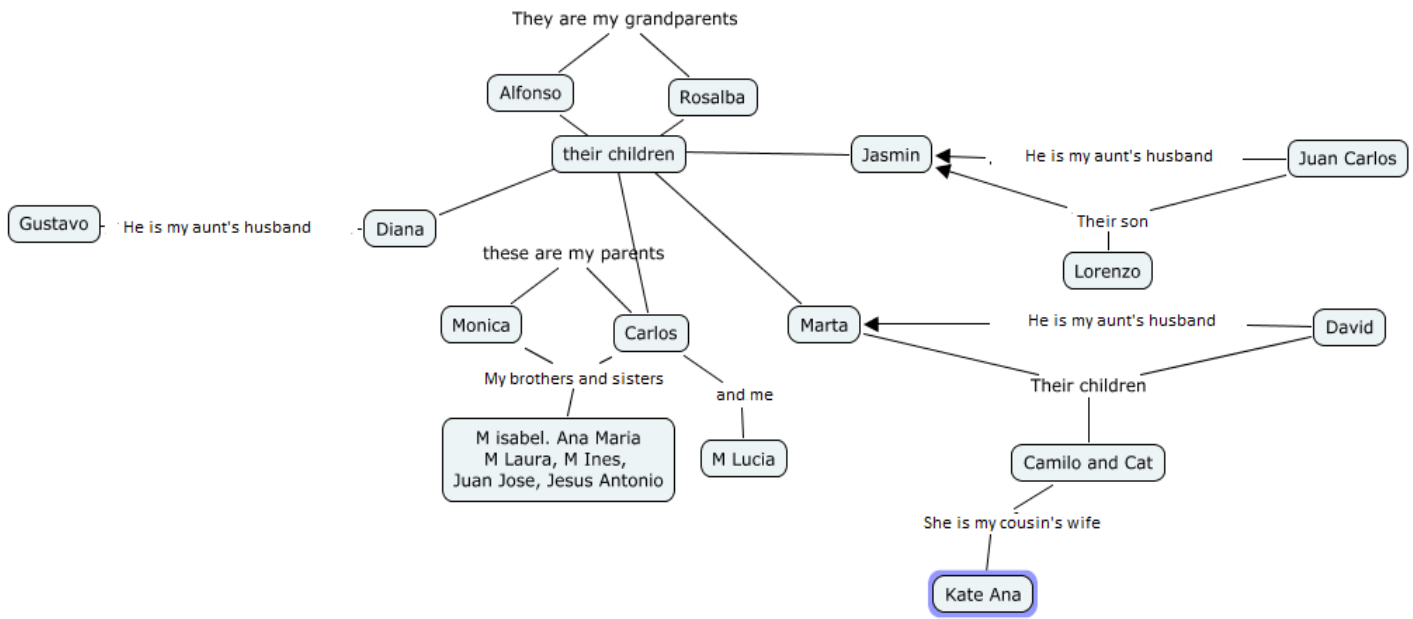 They are my grandparents
Alfonso
Rosalba
their children
Jasmin
He is my aunt's husband
Juan Carlos
Gustavo
He is my aunt's husband
Diana
Their son
these are my parents
Lorenzo
Monica
Carlos
Marta
He is my aunt's husband
David
My brothers and sisters
and me
Their children
M isabel. Ana Maria
M Laura, M Ines,
Juan Jose, Jesus Antonio
M Lucia
Camilo and Cat
She is my cousin's wife
Kate Ana